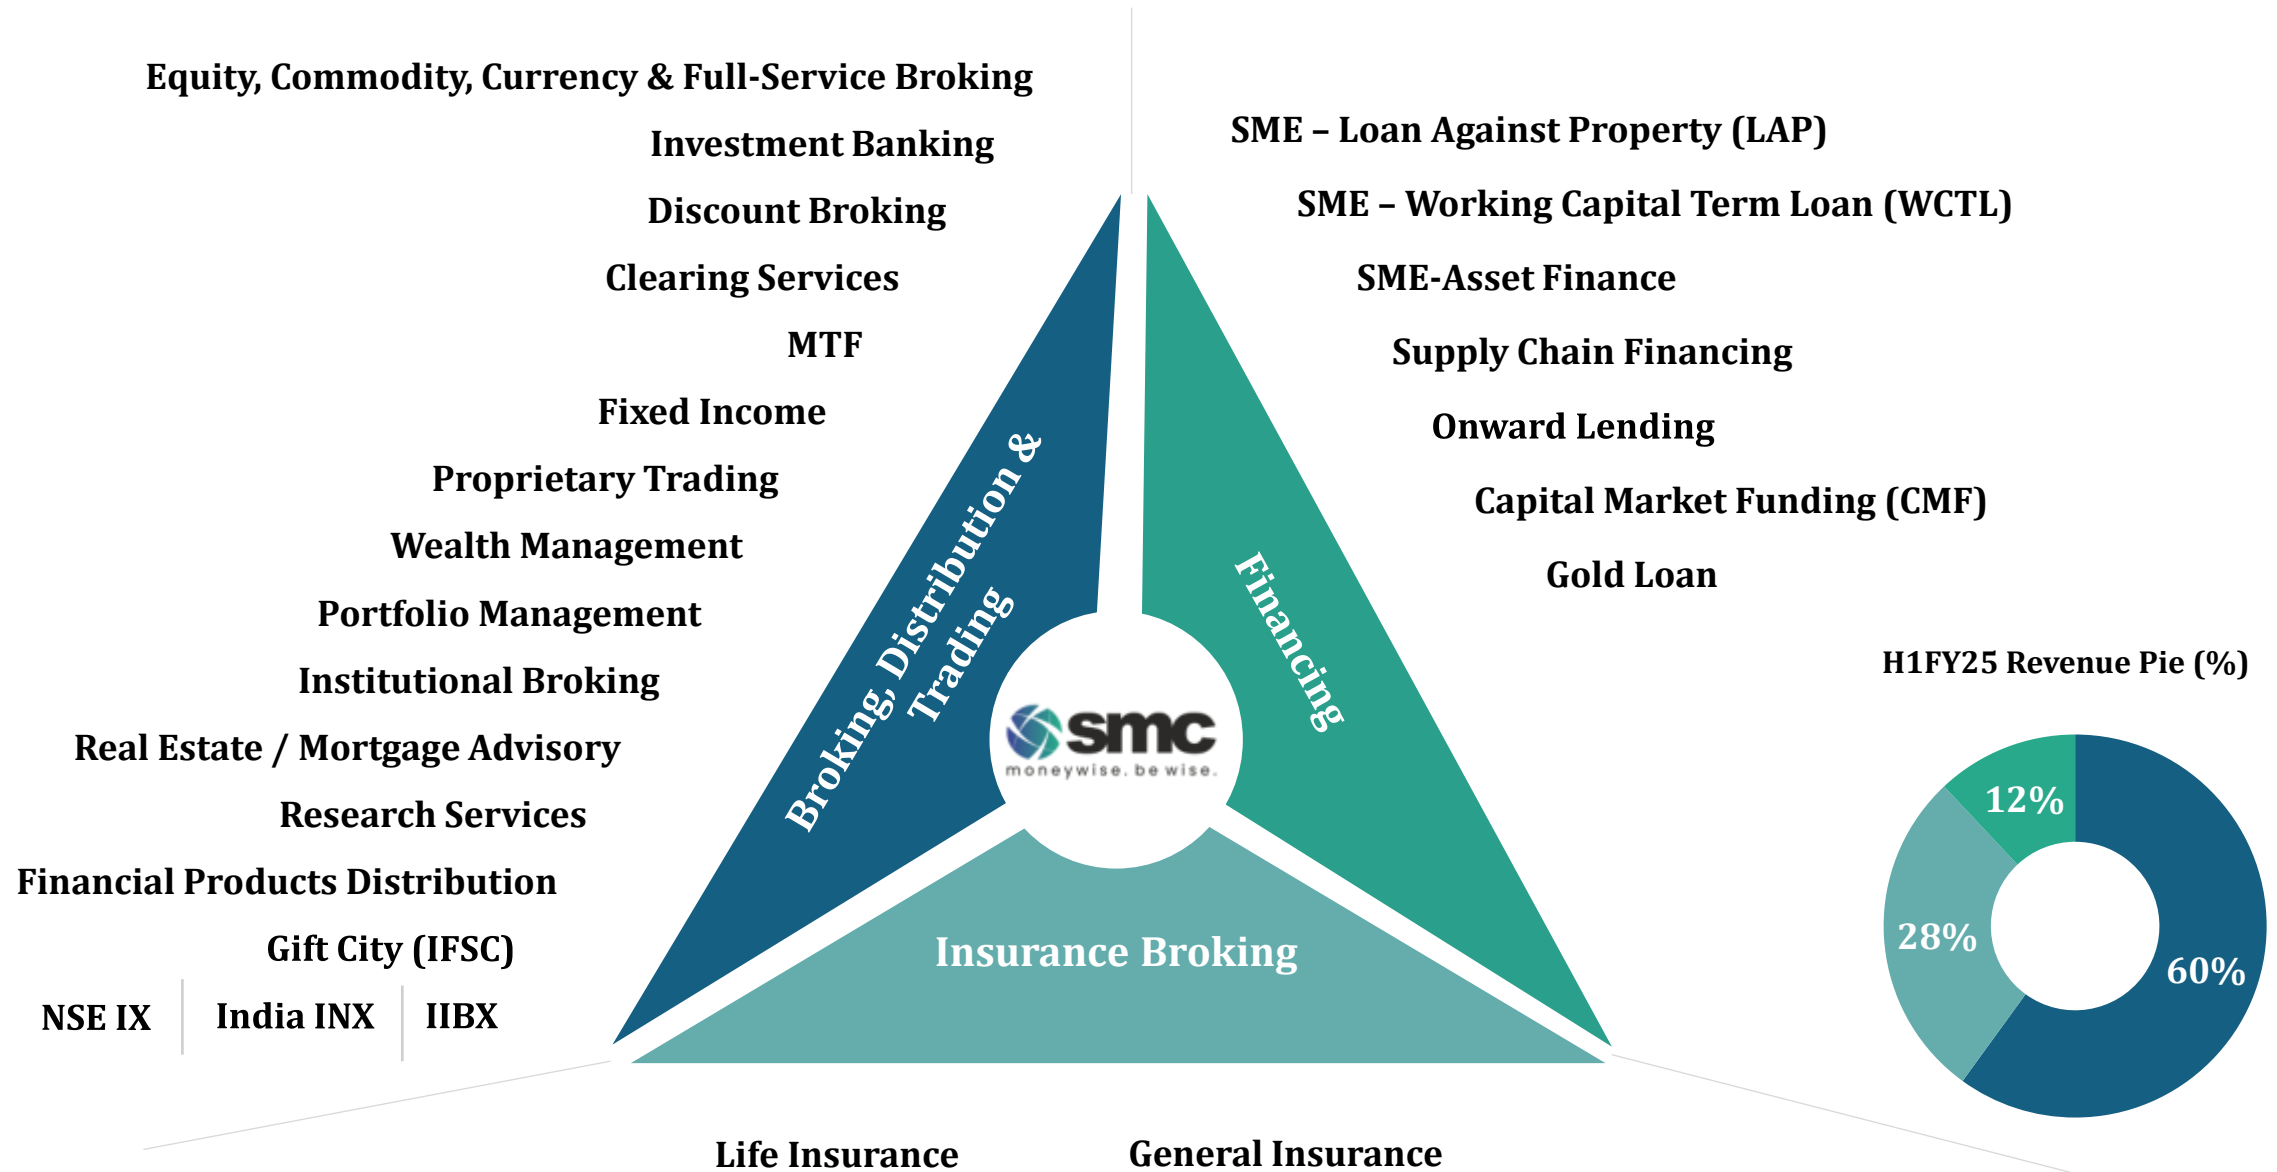 Equity, Commodity, Currency & Full-Service Broking
Investment Banking
Discount Broking
Clearing Services
MTF
Fixed Income
Proprietary Trading
Wealth Management
Portfolio Management
Institutional Broking
Real Estate / Mortgage Advisory
Research Services
Financial Products Distribution
Gift City (IFSC)
NSE IX
India INX
IIBX
Broking, Distribution &
Trading
smc
moneywise. be wise.
Financing
Insurance Broking
SME – Loan Against Property (LAP)
SME – Working Capital Term Loan (WCTL)
SME-Asset Finance
Supply Chain Financing
Onward Lending
Capital Market Funding (CMF)
Gold Loan
H1FY25 Revenue Pie (%)
12%
28%
60%
Life Insurance
General Insurance